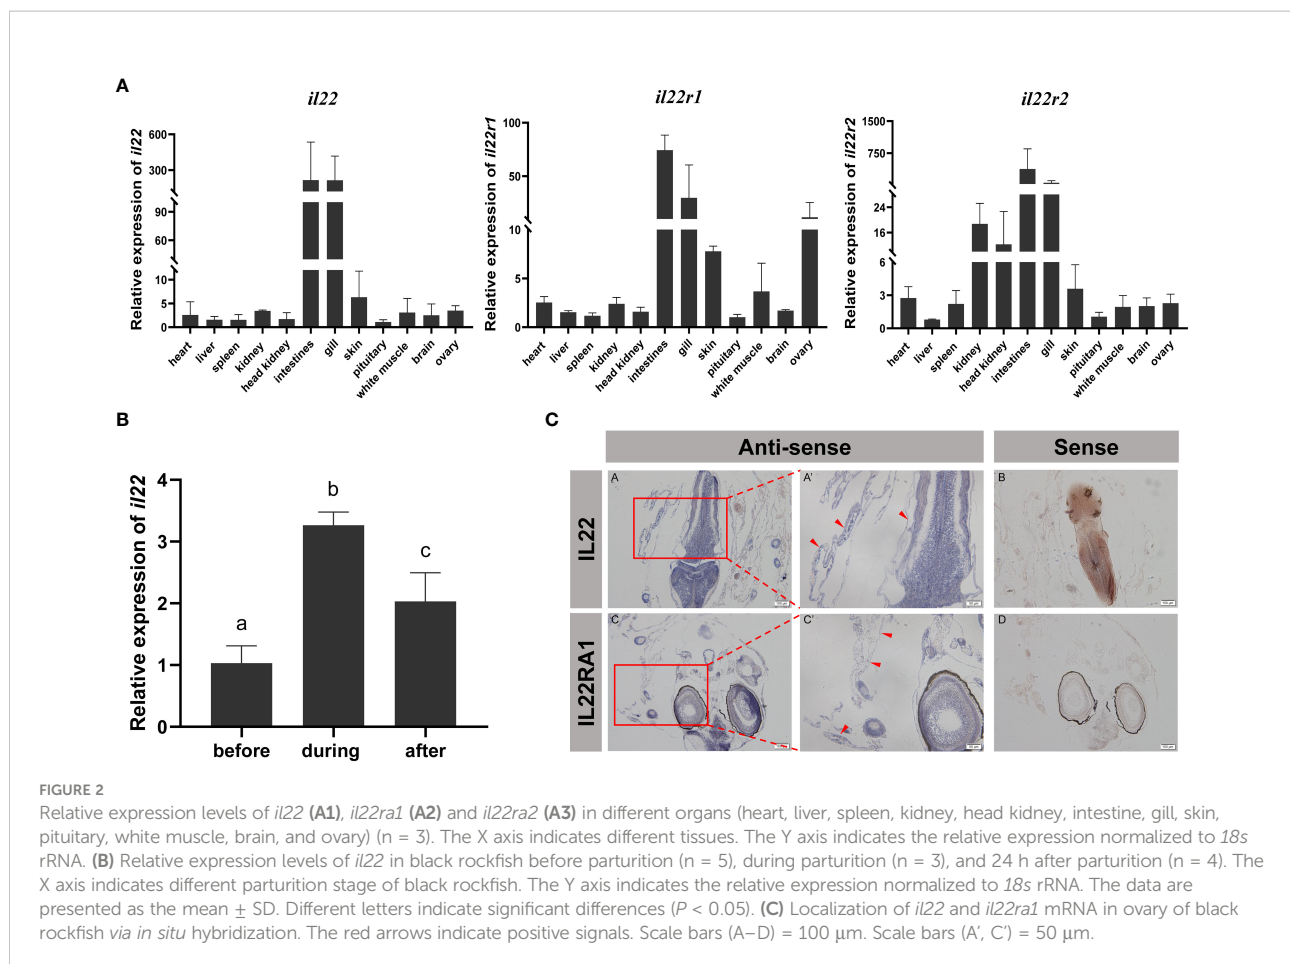 A
il22
il22r1
il22r2
Relative expression of il22
600
300
90
60
10
5
0
heart
liver
spleen
kidney
head kidney
intestines
gill
skin
pituitary
white muscle
brain
ovary
Relative expression of il22r1
100
50
10
5
0
heart
liver
spleen
kidney
head kidney
intestines
gill
skin
pituitary
white muscle
brain
ovary
Relative expression of il22r2
1500
750
24
16
6
3
0
heart
liver
spleen
kidney
head kidney
intestines
gill
skin
pituitary
white muscle
brain
ovary
B
Relative expression of il22
4
3
2
1
0
a
b
c
before
during
after
C
Anti-sense
Sense
IL22
IL22RA1
A
A'
B
C
C'
D
FIGURE 2
Relative expression levels of il22 (A1), il22ra1 (A2) and il22ra2 (A3) in different organs (heart, liver, spleen, kidney, head kidney, intestine, gill, skin,
pituitary, white muscle, brain, and ovary) (n = 3). The X axis indicates different tissues. The Y axis indicates the relative expression normalized to 18s
rRNA. (B) Relative expression levels of il22 in black rockfish before parturition (n = 5), during parturition (n = 3), and 24 h after parturition (n = 4). The
X axis indicates different parturition stage of black rockfish. The Y axis indicates the relative expression normalized to 18s rRNA. The data are
presented as the mean ± SD. Different letters indicate significant differences (P < 0.05). (C) Localization of il22 and il22ra1 mRNA in ovary of black
rockfish via in situ hybridization. The red arrows indicate positive signals. Scale bars (A–D) = 100 μm. Scale bars (A′, C′) = 50 μm.